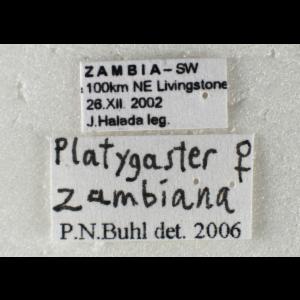 ZAMBIA-SW
100km NE Livingstone
26.XII. 2002
J.Halada leg.
Platygaster ♀
zambiana
P.N.Buhl det. 2006